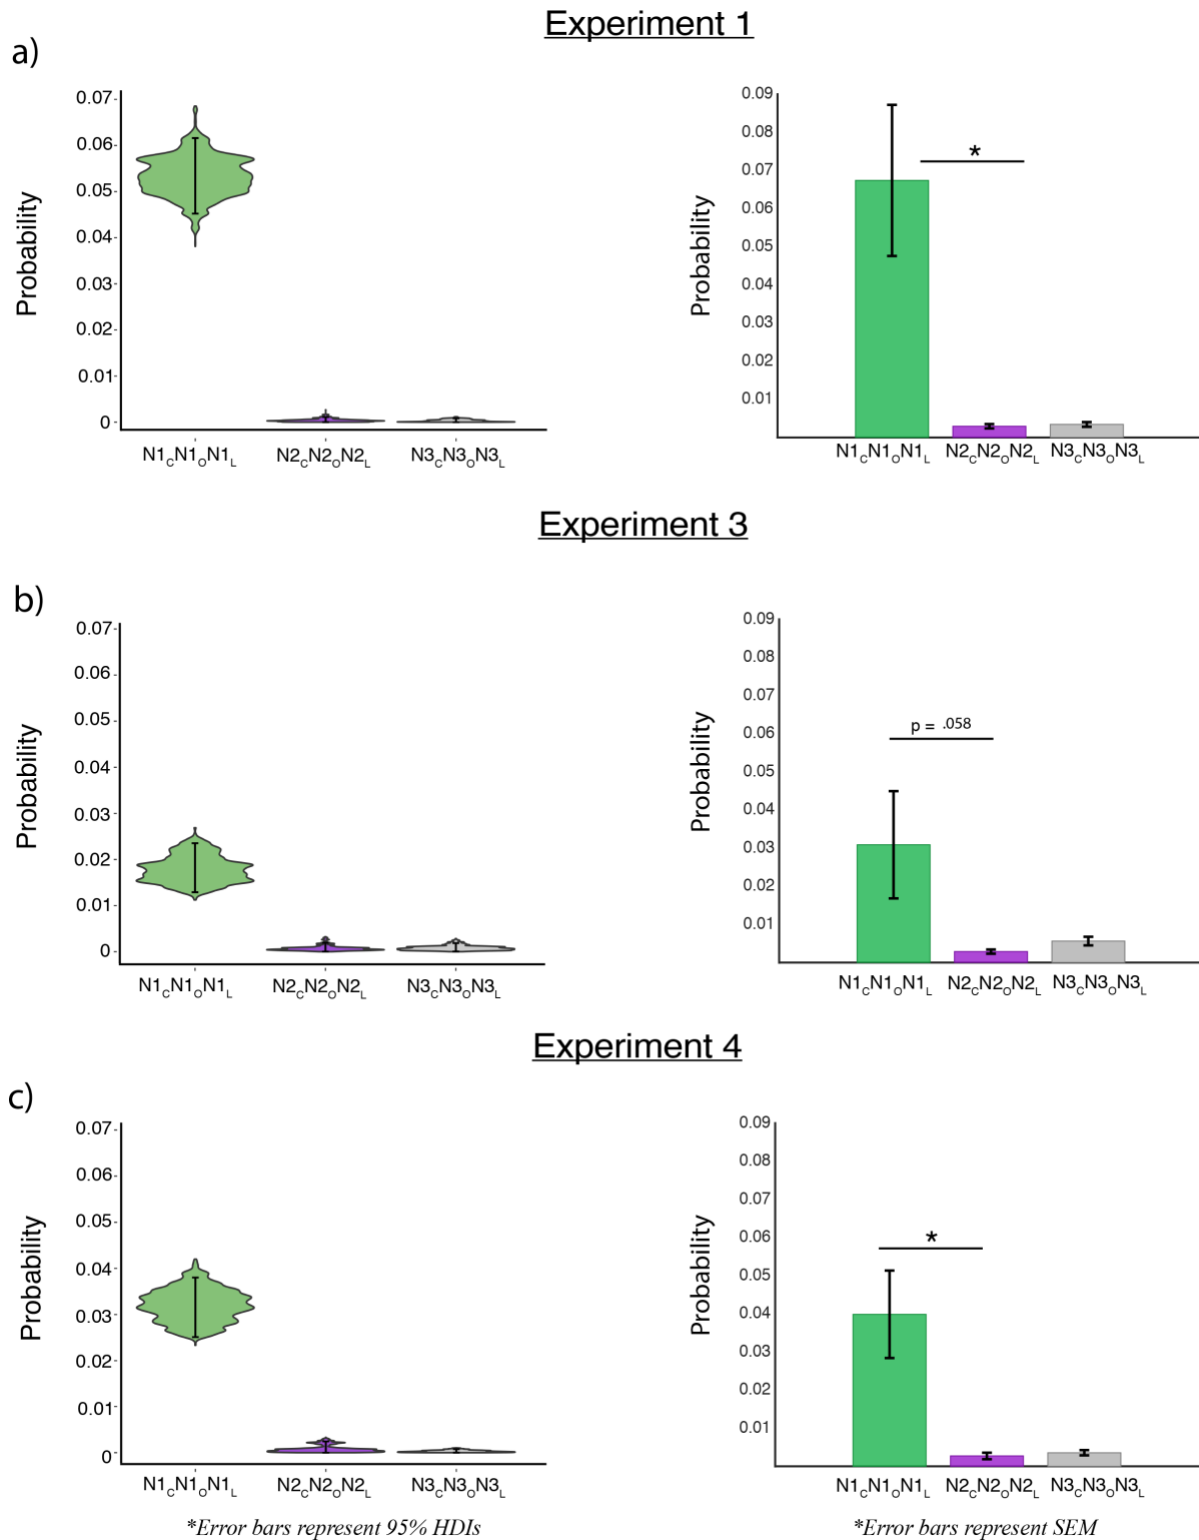 Experiment 1
a)
Probability
0.07
0.06
0.05
0.04
0.03
0.02
0.01
0
N1CN1ON1L
N2CN2ON2L
N3CN3ON3L
Probability
0.09
0.08
0.07
0.06
0.05
0.04
0.03
0.02
0.01
*
N1CN1ON1L
N2CN2ON2L
N3CN3ON3L
Experiment 3
b)
Probability
0.07
0.06
0.05
0.04
0.03
0.02
0.01
0
N1CN1ON1L
N2CN2ON2L
N3CN3ON3L
Probability
0.09
0.08
0.07
0.06
0.05
0.04
0.03
0.02
0.01
p = .058
N1CN1ON1L
N2CN2ON2L
N3CN3ON3L
Experiment 4
c)
Probability
0.07
0.06
0.05
0.04
0.03
0.02
0.01
0
N1CN1ON1L
N2CN2ON2L
N3CN3ON3L
*Error bars represent 95% HDIs
Probability
0.09
0.08
0.07
0.06
0.05
0.04
0.03
0.02
0.01
*
N1CN1ON1L
N2CN2ON2L
N3CN3ON3L
*Error bars represent SEM